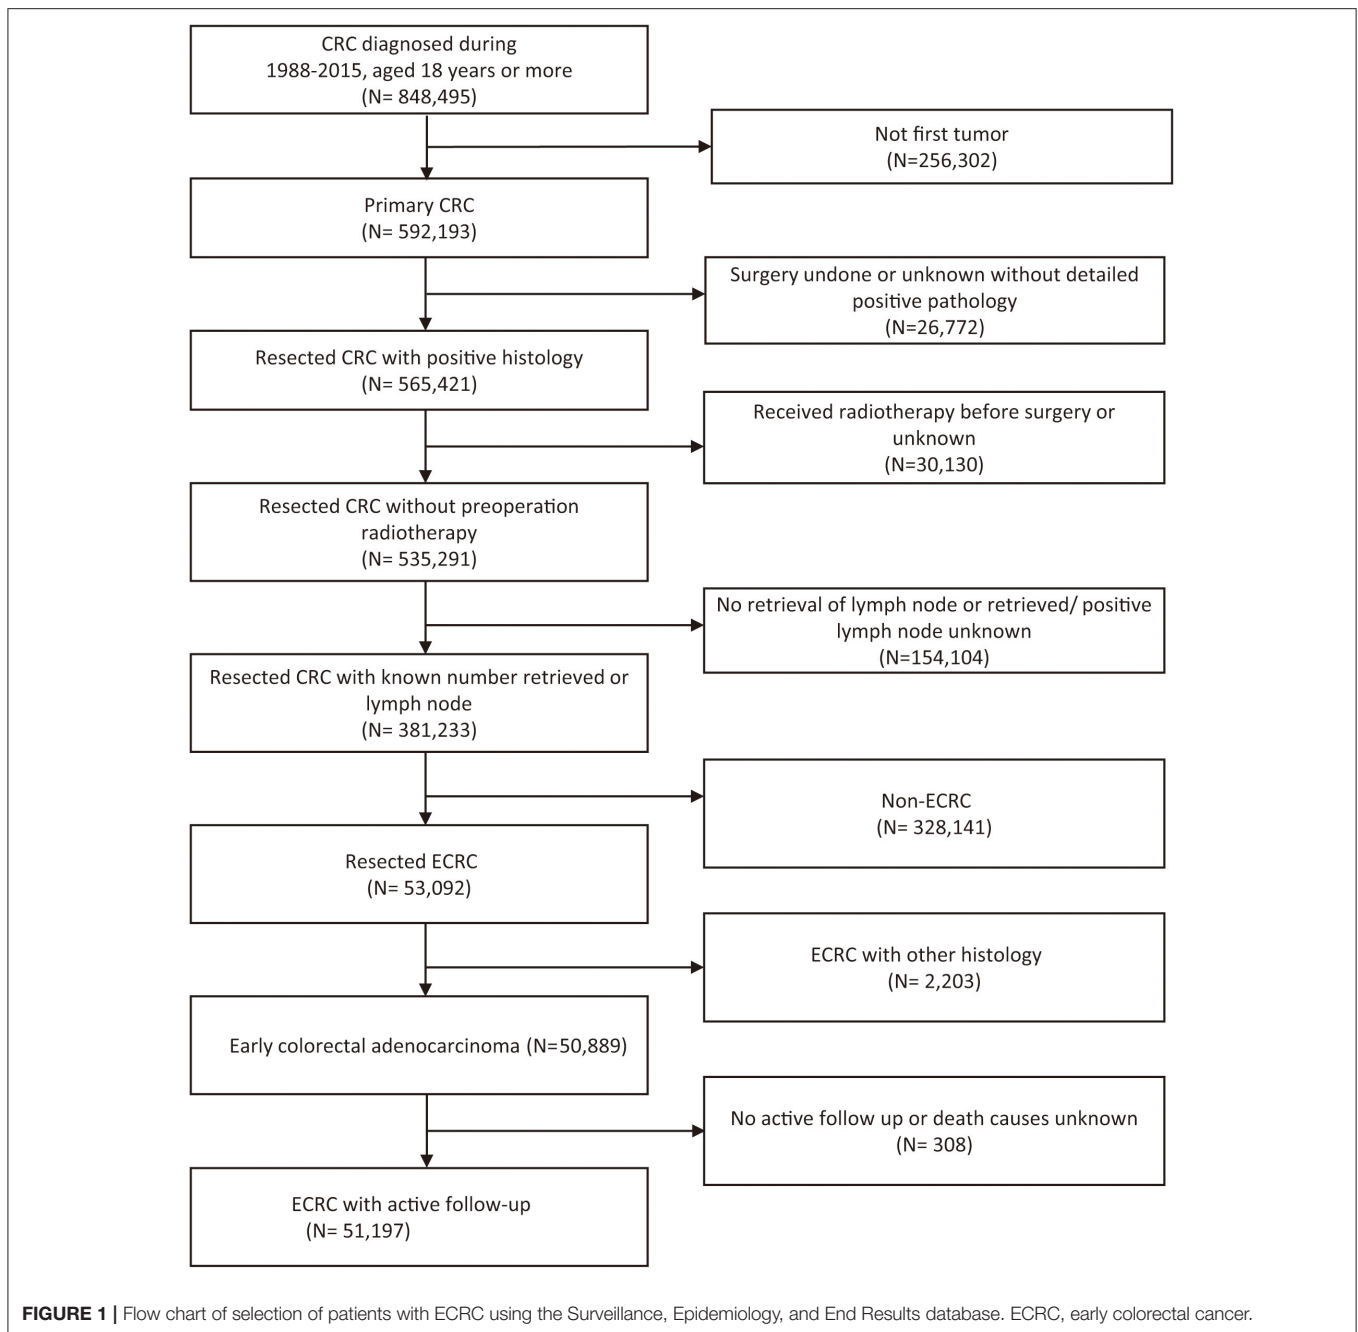 CRC diagnosed during
1988-2015, aged 18 years or more
(N= 848,495)
Not first tumor
(N=256,302)
Primary CRC
(N= 592,193)
Surgery undone or unknown without detailed
positive pathology
(N=26,772)
Resected CRC with positive histology
(N= 565,421)
Received radiotherapy before surgery or
unknown
(N=30,130)
Resected CRC without preoperation
radiotherapy
(N= 535,291)
No retrieval of lymph node or retrieved/ positive
lymph node unknown
(N=154,104)
Resected CRC with known number retrieved or
lymph node
(N= 381,233)
Non-ECRC
(N= 328,141)
Resected ECRC
(N= 53,092)
ECRC with other histology
(N= 2,203)
Early colorectal adenocarcinoma (N=50,889)
No active follow up or death causes unknown
(N= 308)
ECRC with active follow-up
(N= 51,197)
FIGURE 1 | Flow chart of selection of patients with ECRC using the Surveillance, Epidemiology, and End Results database. ECRC, early colorectal cancer.